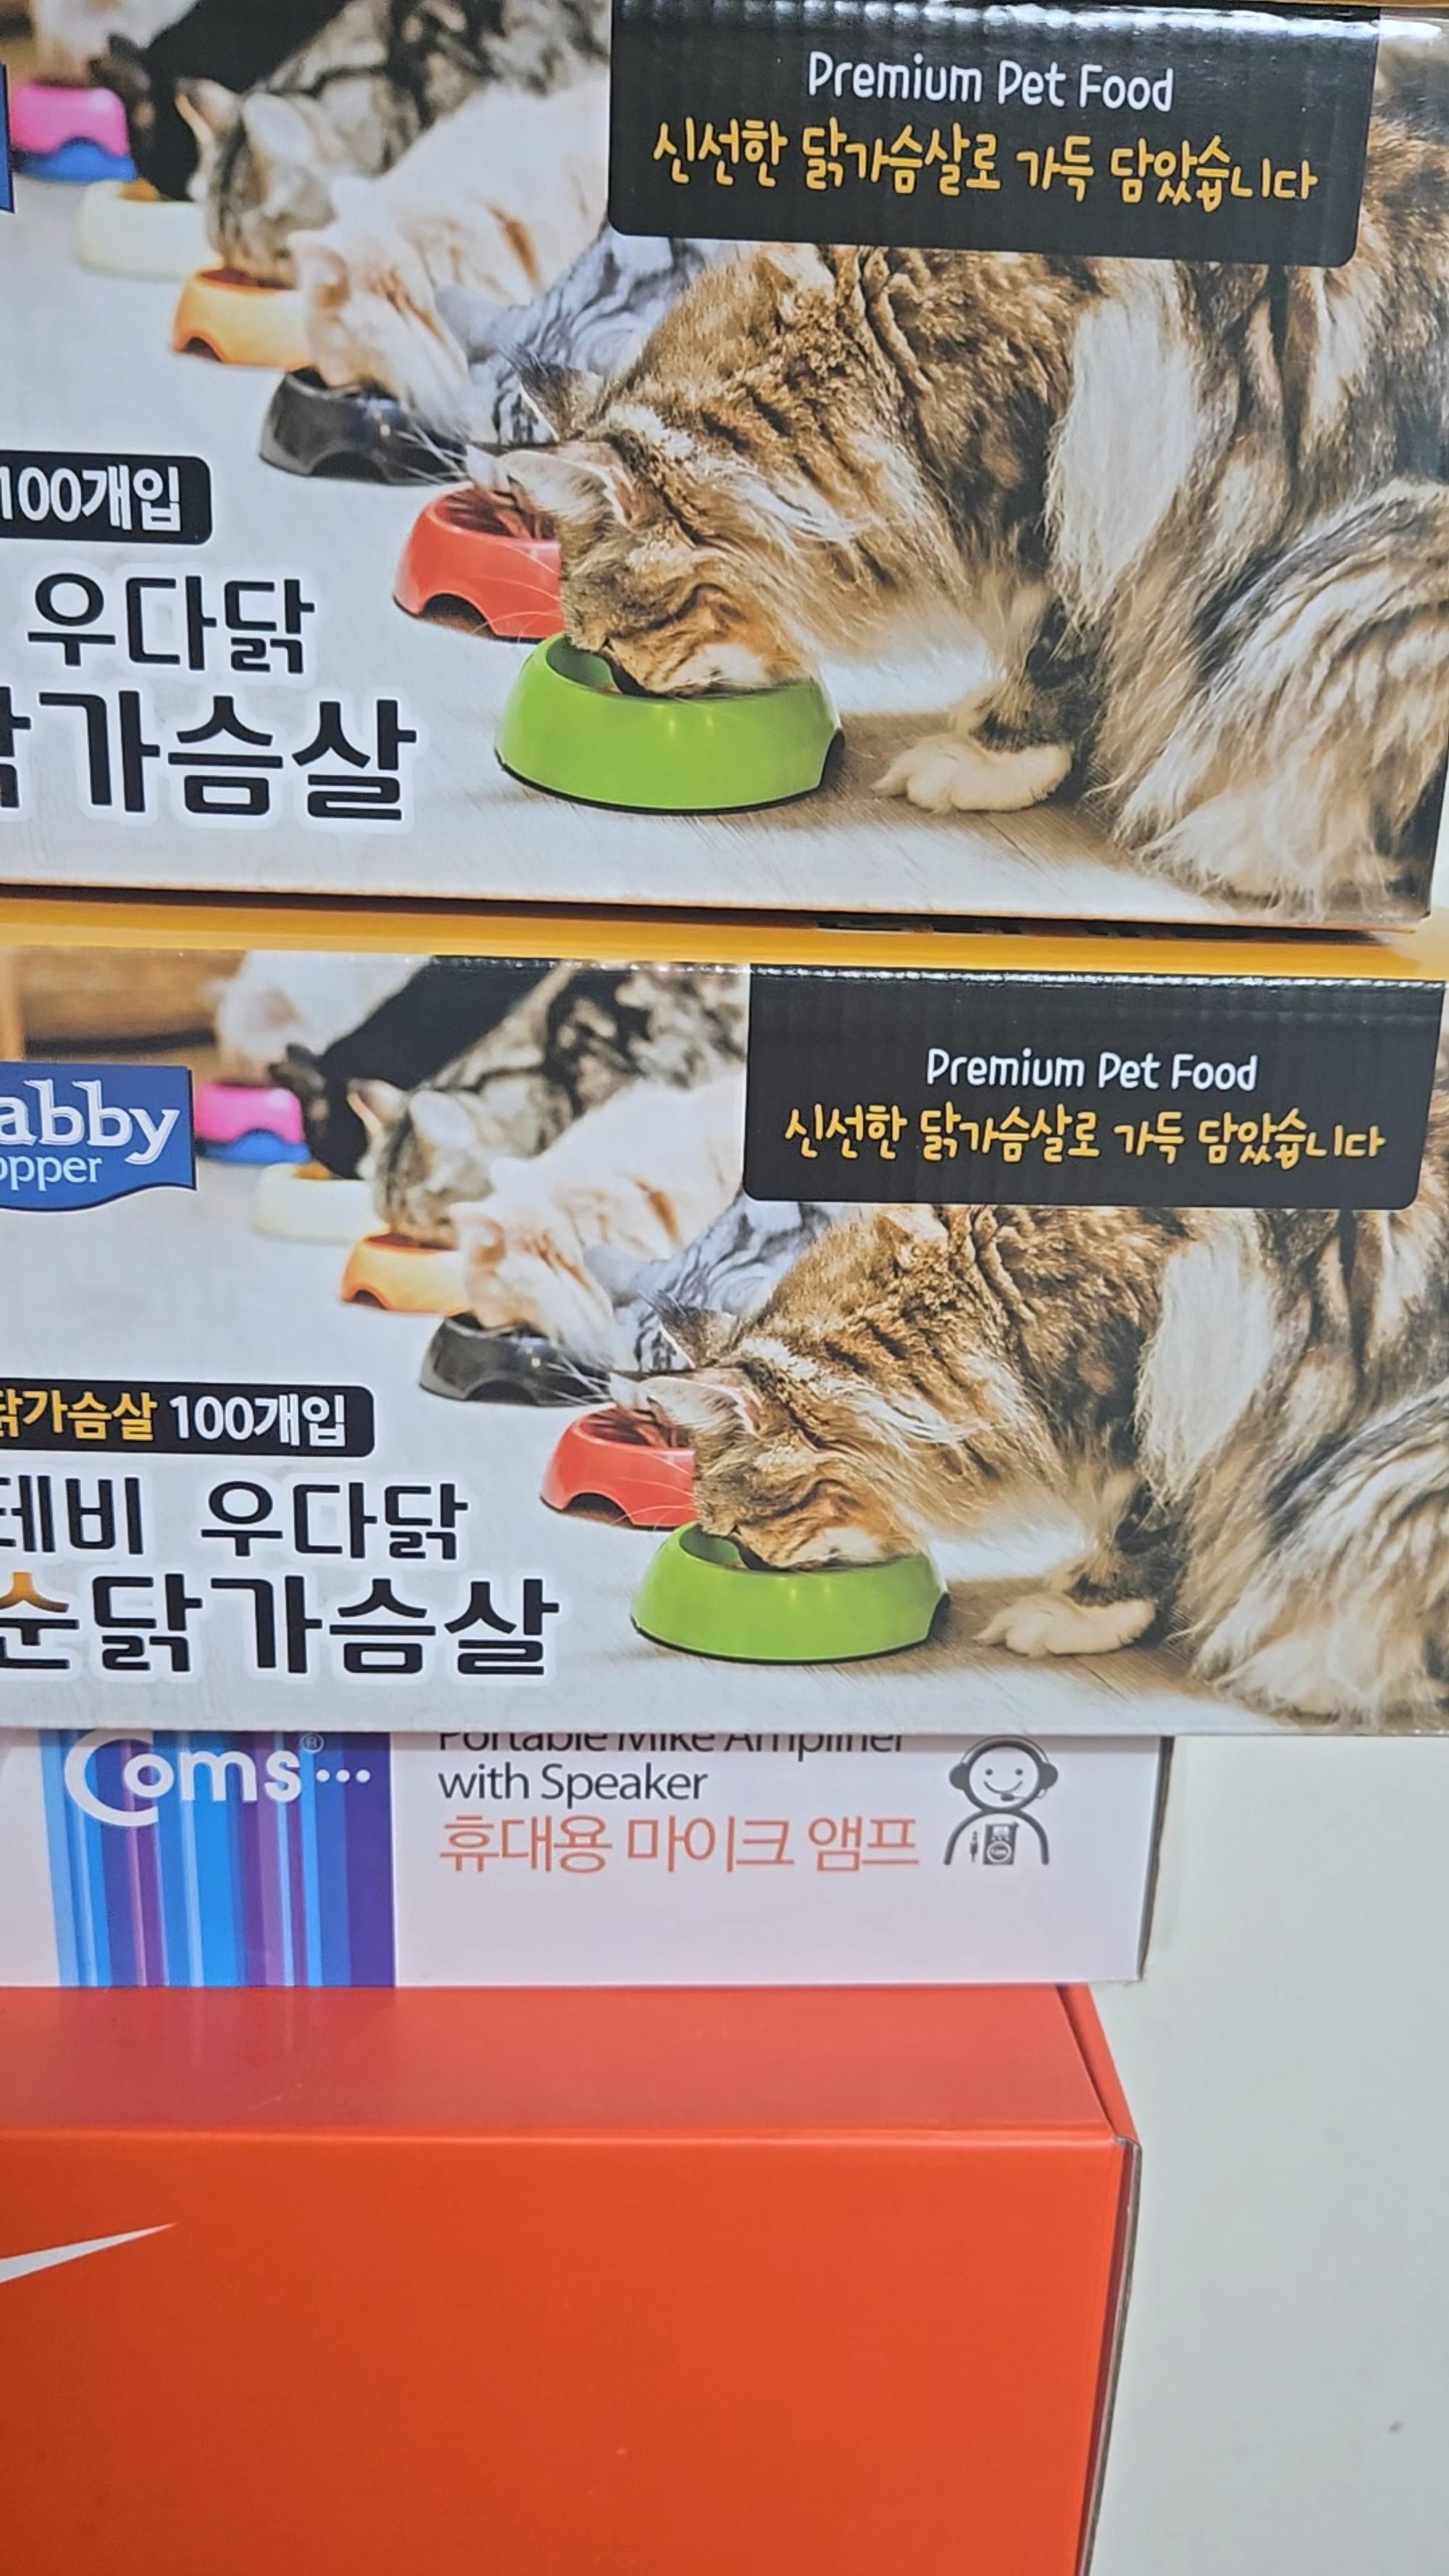 Premium Pet Food
신선한 닭가슴살로 가득 담았습니다
100개입
우다닭
가슴살
Premium Pet Food
신선한 닭가슴살로 가득 담았습니다
abby
opper
닭가슴살 100개입
테비 우다닭
순닭가슴살
Coms®...
Portable Mike Amplifier
with Speaker
휴대용 마이크 앰프